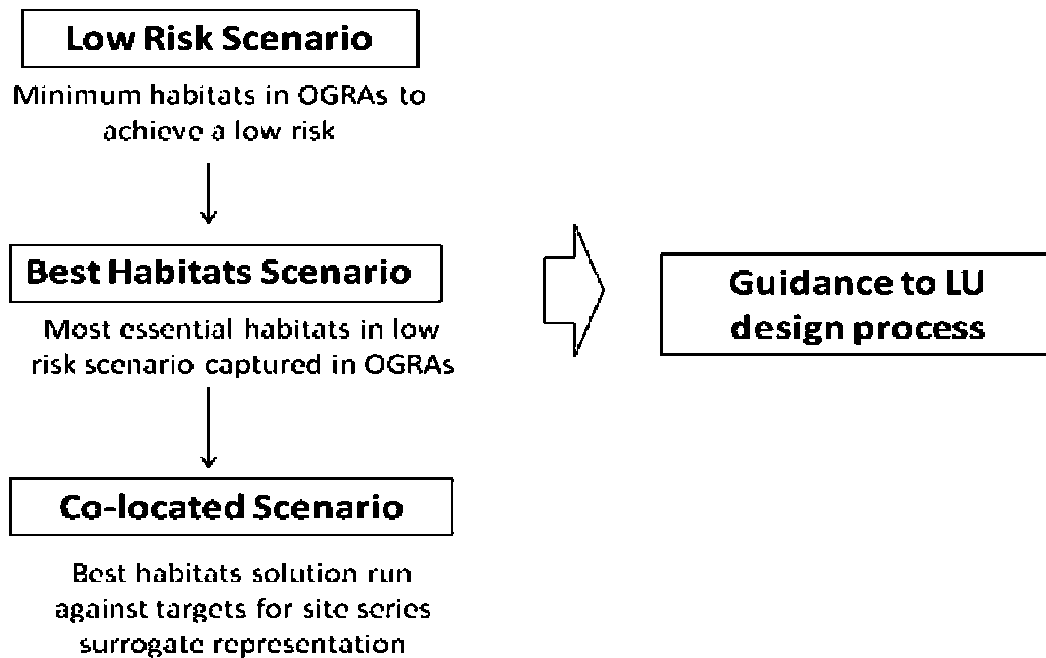 Low Risk Scenario
Minimum habitats in OGRAs to
achieve a low risk
Best Habitats Scenario
Most essential habitats in low
risk scenario captured in OGRAs
Co-located Scenario
Best habitats solution run
against targets for site series
surrogate representation
Guidance to LU
design process